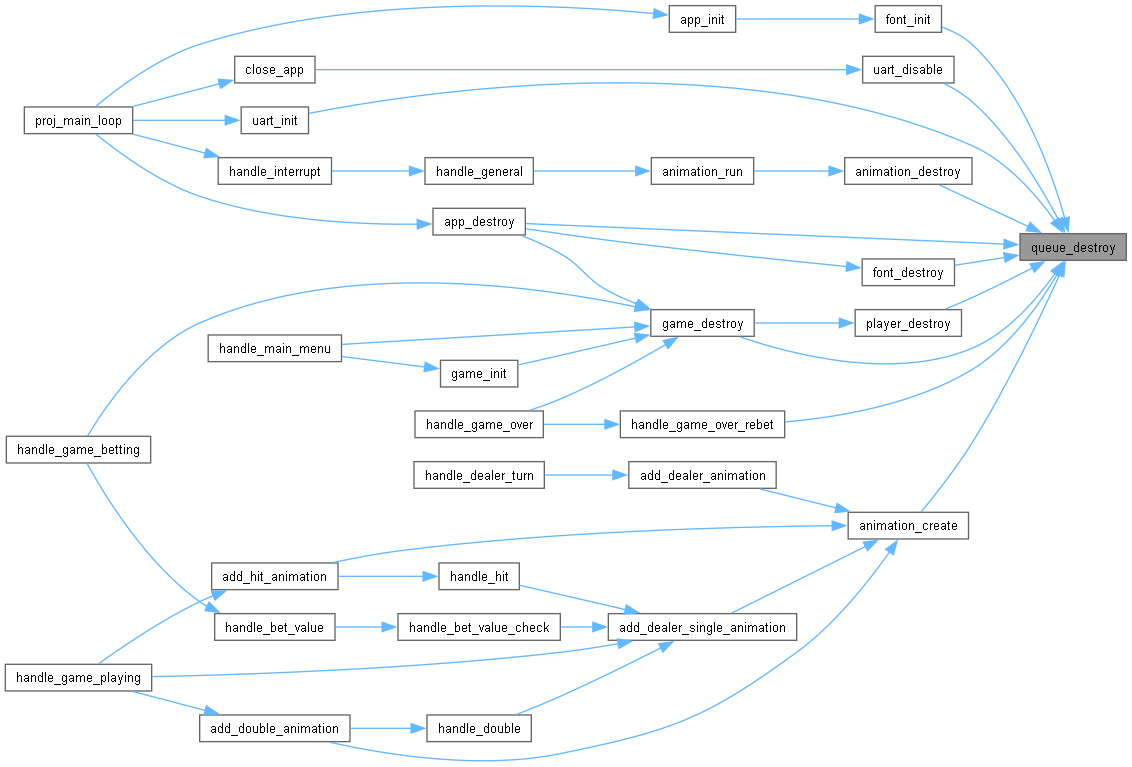 app_init
font_init
close_app
uart_disable
proj_main_loop
uart_init
handle_interrupt
handle_general
animation_run
animation_destroy
app_destroy
queue_destroy
font_destroy
game_destroy
player_destroy
handle_main_menu
game_init
handle_game_over
handle_game_over_rebet
handle_game_betting
handle_dealer_turn
add_dealer_animation
animation_create
add_hit_animation
handle_hit
handle_bet_value
handle_bet_value_check
add_dealer_single_animation
handle_game_playing
add_double_animation
handle_double